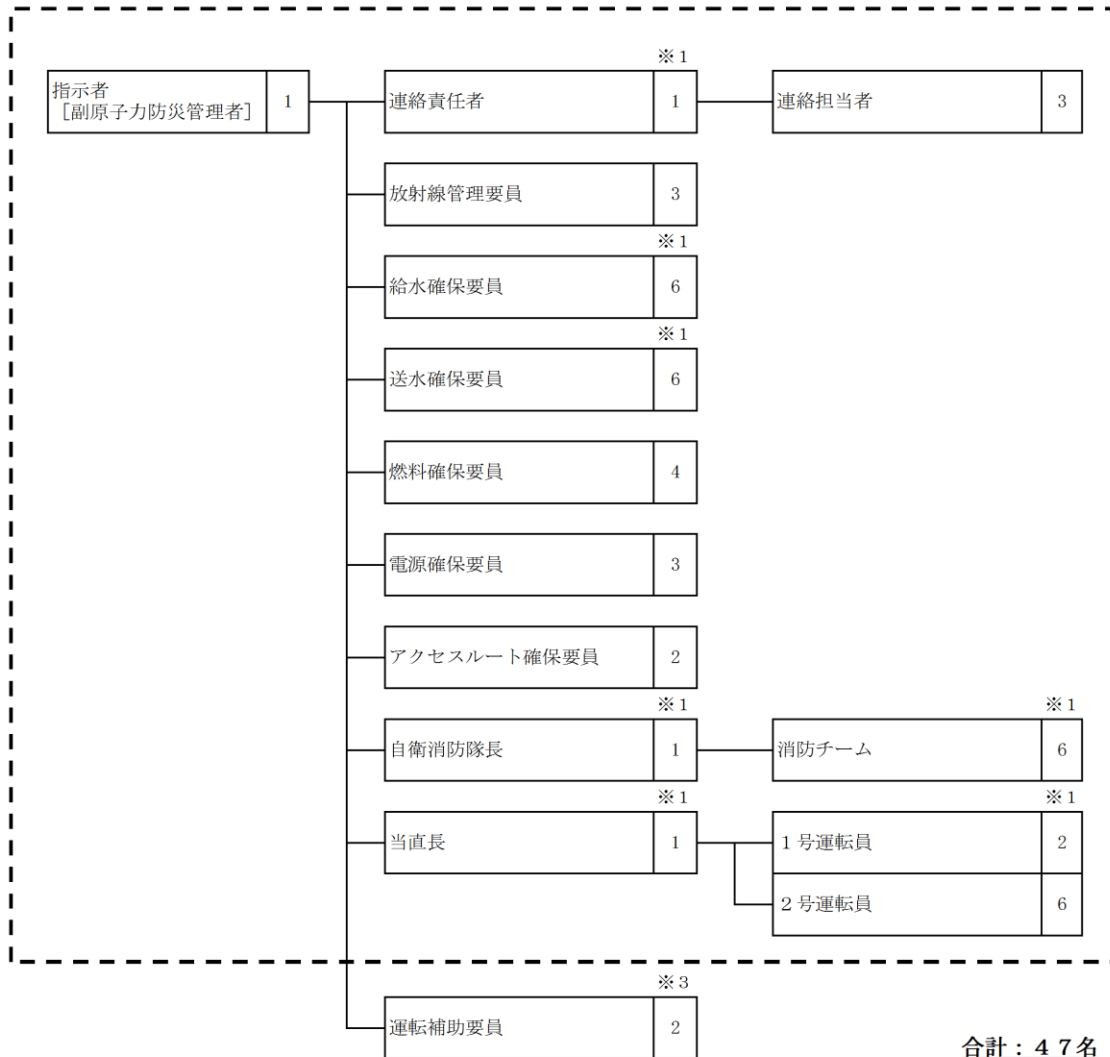 ※1
指示者
[副原子力防災管理者]
1
連絡責任者
1
連絡担当者
3
放射線管理要員
3
※1
給水確保要員
6
※1
送水確保要員
6
燃料確保要員
4
電源確保要員
3
アクセスルート確保要員
2
※1
※1
自衛消防隊長
1
消防チーム
6
※1
※1
当直長
1
1号運転員
2
2号運転員
6
※3
運転補助要員
2
合計：47名